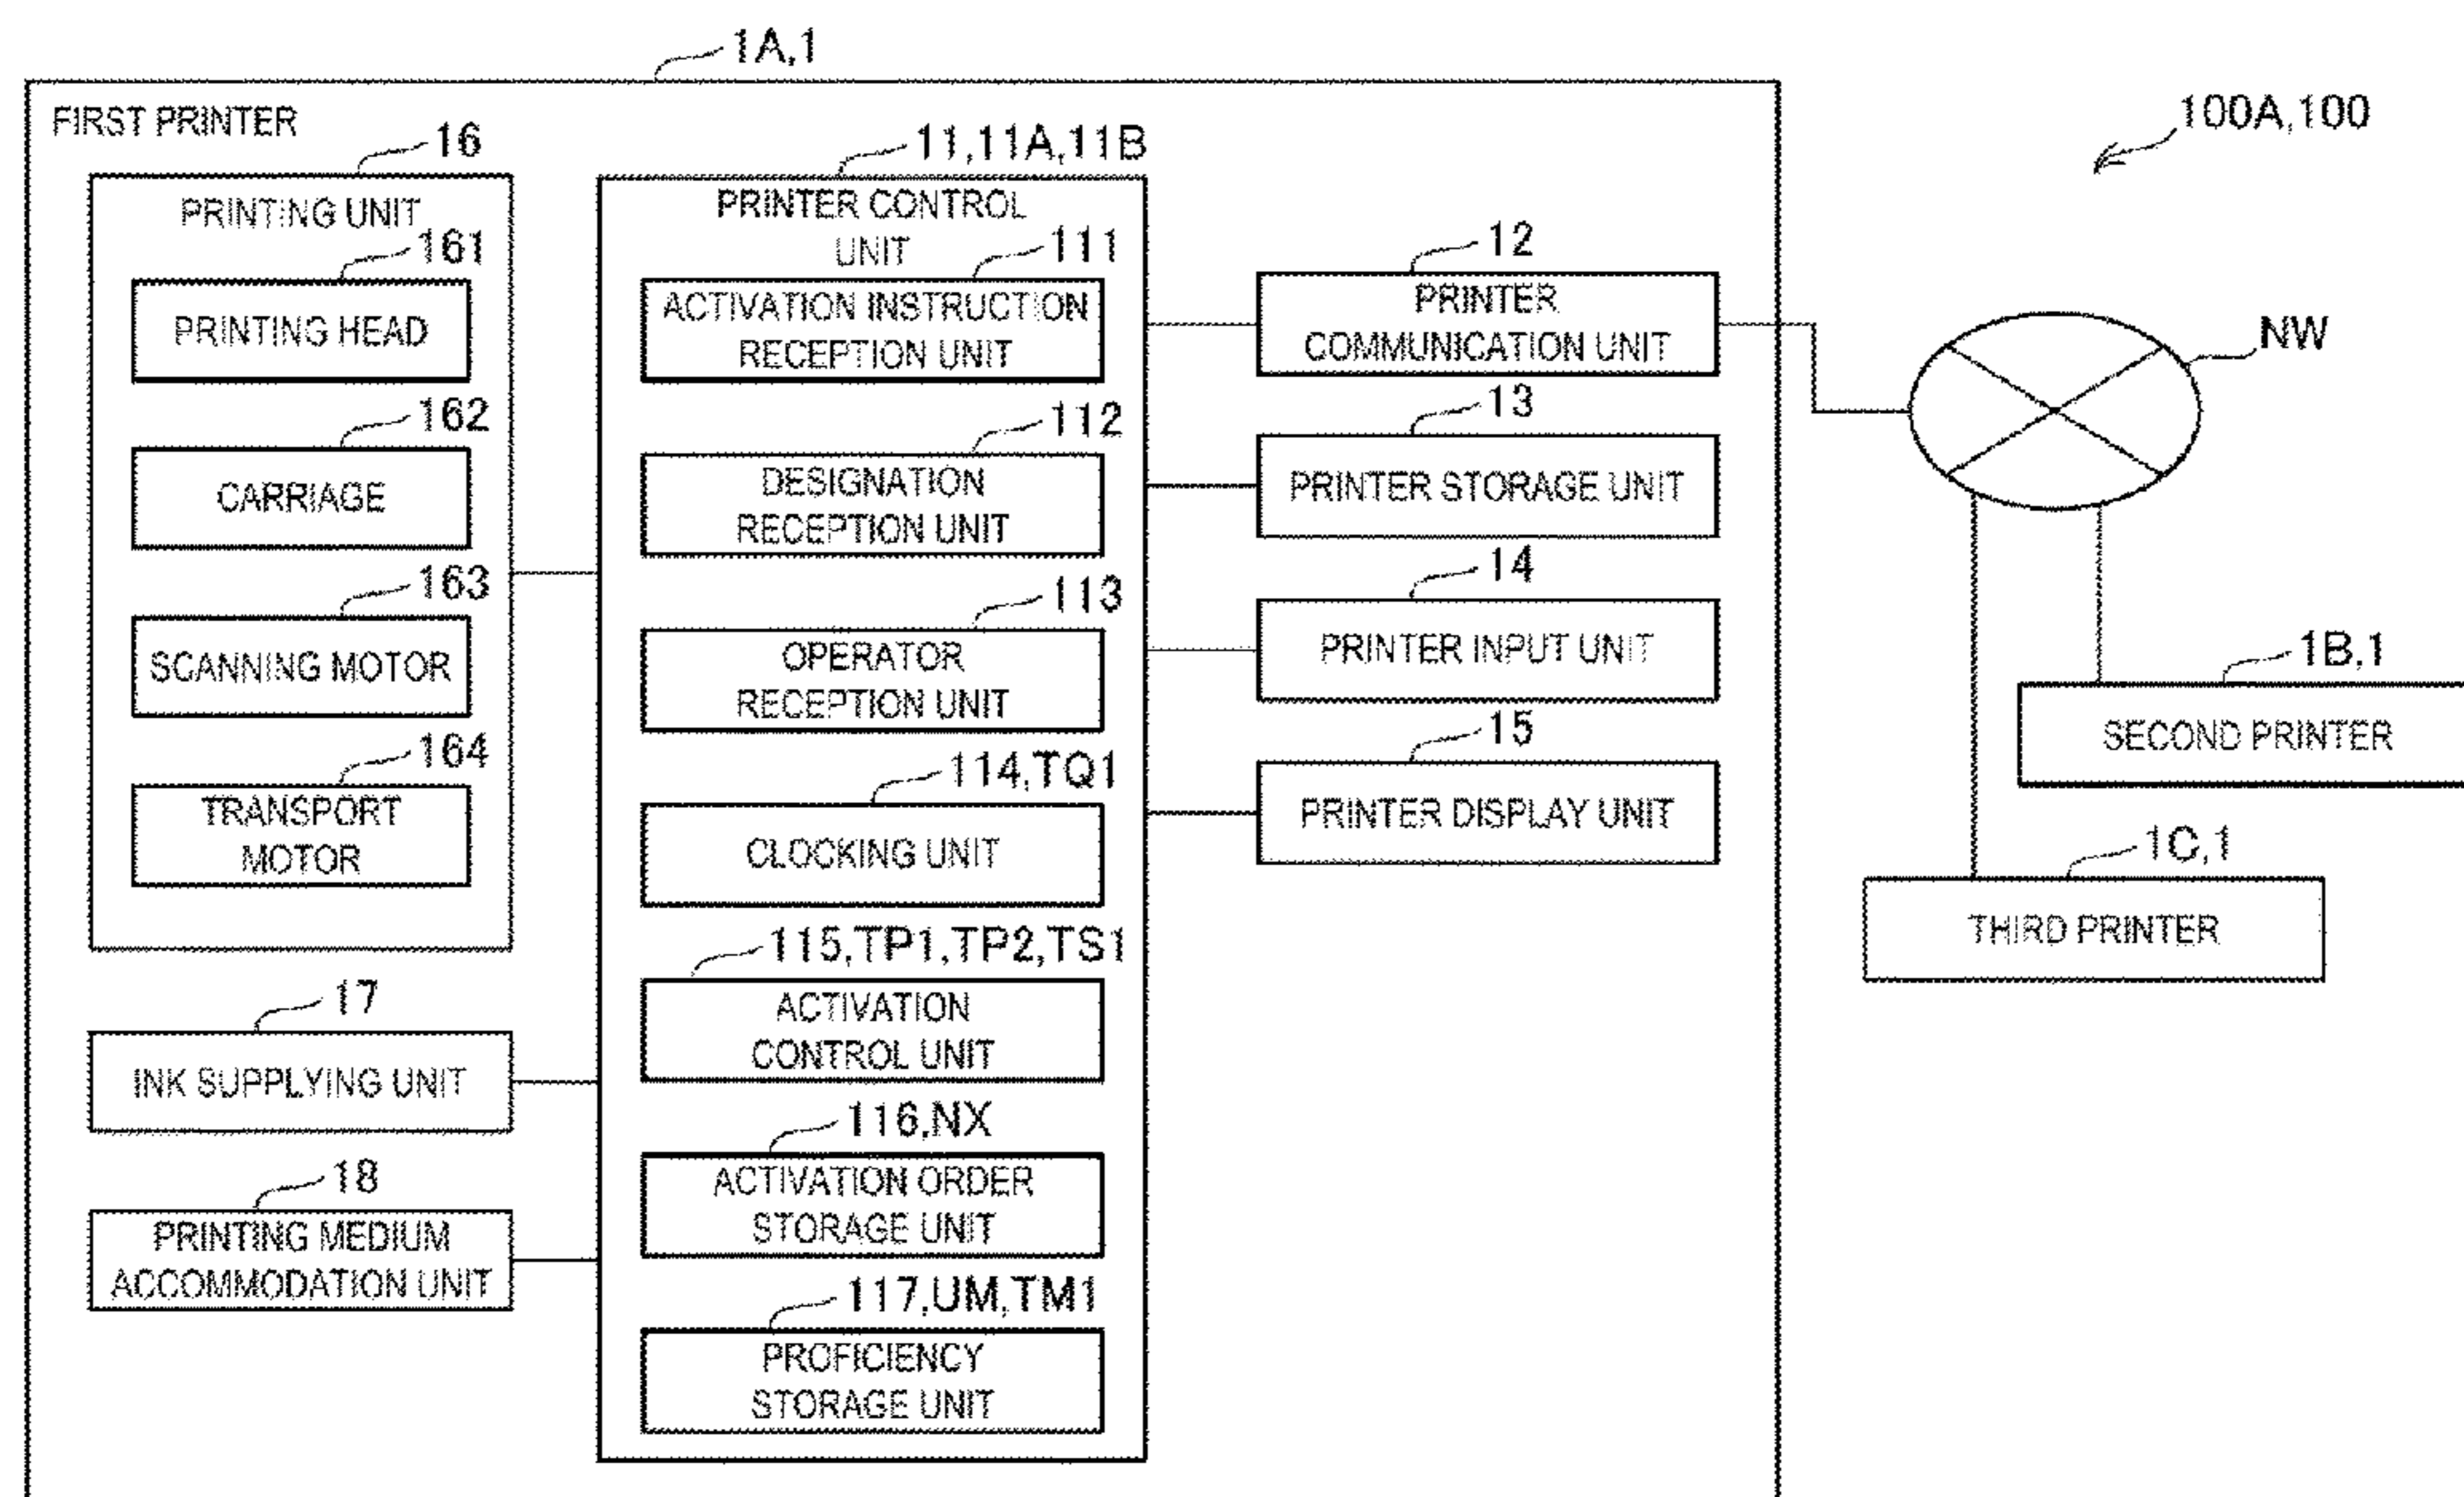 1A,1
FIRST PRINTER
100A,100
16
PRINTING UNIT
161
PRINTING HEAD
162
CARRIAGE
163
SCANNING MOTOR
164
TRANSPORT
MOTOR
17
INK SUPPLYING UNIT
18
PRINTING MEDIUM
ACCOMMODATION UNIT
11,11A,11B
PRINTER CONTROL
UNIT
111
ACTIVATION INSTRUCTION
RECEPTION UNIT
112
DESIGNATION
RECEPTION UNIT
113
OPERATOR
RECEPTION UNIT
114,TQ1
CLOCKING UNIT
115,TP1,TP2,TS1
ACTIVATION
CONTROL UNIT
116,NX
ACTIVATION ORDER
STORAGE UNIT
117,UM,TM1
PROFICIENCY
STORAGE UNIT
12
PRINTER
COMMUNICATION UNIT
13
PRINTER STORAGE UNIT
14
PRINTER INPUT UNIT
15
PRINTER DISPLAY UNIT
NW
1B,1
SECOND PRINTER
1C,1
THIRD PRINTER